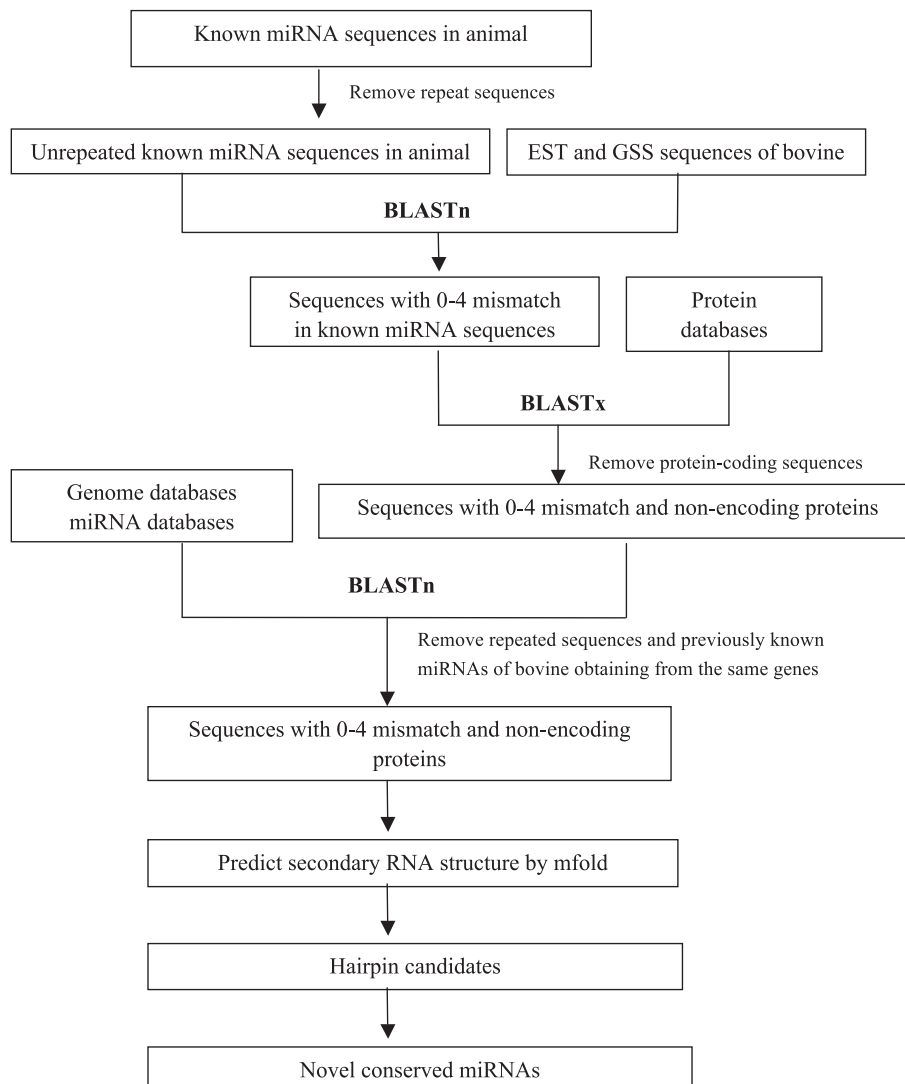 Known miRNA sequences in animal
Remove repeat sequences
Unrepeated known miRNA sequences in animal
EST and GSS sequences of bovine
BLASTn
Sequences with 0-4 mismatch
in known miRNA sequences
Protein
databases
BLASTx
Remove protein-coding sequences
Genome databases
miRNA databases
Sequences with 0-4 mismatch and non-encoding proteins
BLASTn
Remove repeated sequences and previously known
miRNAs of bovine obtaining from the same genes
Sequences with 0-4 mismatch and non-encoding
proteins
Predict secondary RNA structure by mfold
Hairpin candidates
Novel conserved miRNAs